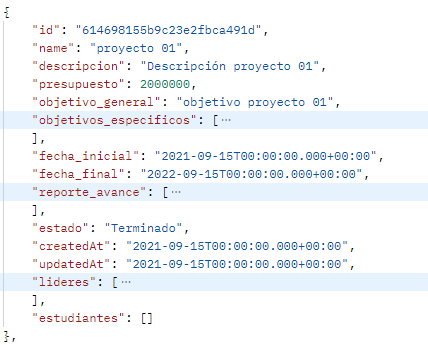 {
"id": "614698155b9c23e2fbca491d",
"name": "proyecto 01",
"descripcion": "Descripción proyecto 01",
"presupuesto": 2000000,
"objetivo_general": "objetivo proyecto 01",
"objetivos_especificos": [⋯
],
"fecha_inicial": "2021-09-15T00:00:00.000+00:00",
"fecha_final": "2022-09-15T00:00:00.000+00:00",
"reporte_avance": [⋯
],
"estado": "Terminado",
"createdAt": "2021-09-15T00:00:00.000+00:00",
"updatedAt": "2021-09-15T00:00:00.000+00:00",
"lideres": [⋯
],
"estudiantes": []
},